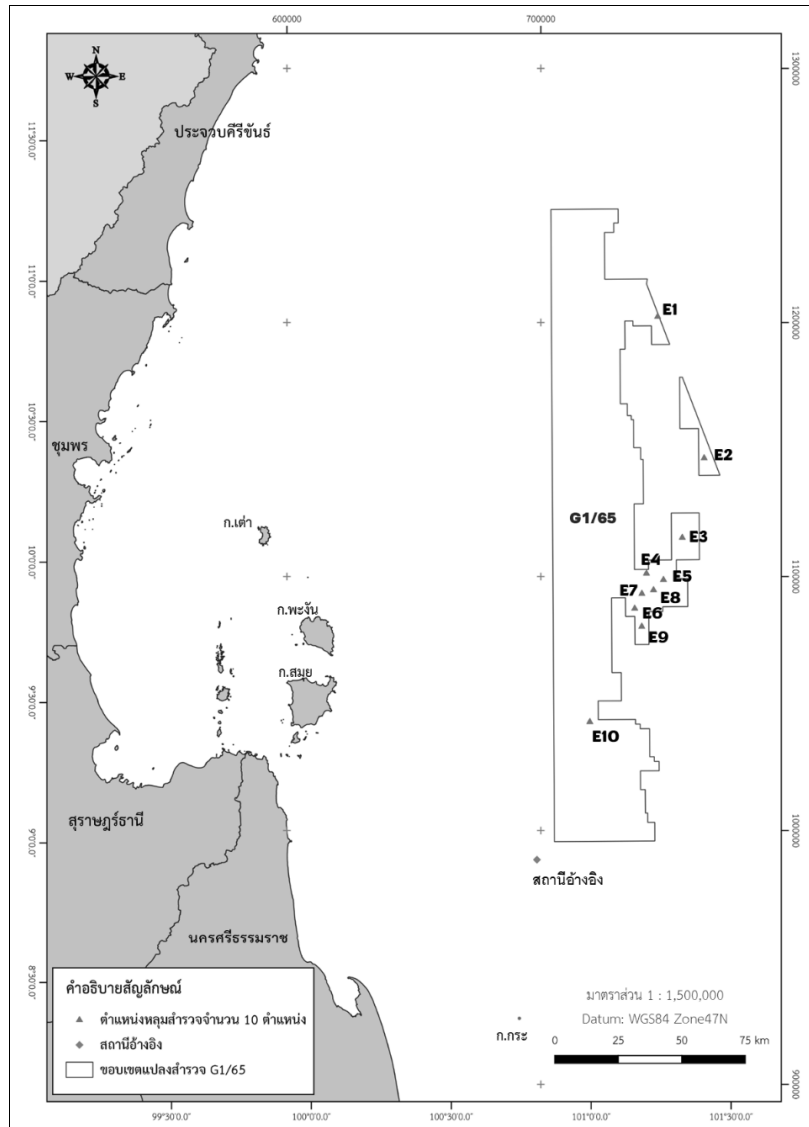 600000
700000
N
W E
S
1300000
11°30'0.0"
ประจวบคีรีขันธ์
11°0'0.0"
E1
1200000
10°30'0.0"
ชุมพร
E2
G1/65
ก.เต่า
E3
10°0'0.0"
E4
E5
1100000
E7
E8
ก.พะงัน
E6
E9
ก.สมุย
9°30'0.0"
E10
สุราษฎร์ธานี
1000000
9°0'0.0"
สถานีอ้างอิง
นครศรีธรรมราช
8°30'0.0"
คำอธิบายสัญลักษณ์
ตำแหน่งหลุมสำรวจจำนวน 10 ตำแหน่ง
สถานีอ้างอิง
ขอบเขตแปลงสำรวจ G1/65
ก.กระ
มาตราส่วน 1 : 1,500,000
Datum: WGS84 Zone47N
0 25 50 75 km
900000
99°30'0.0"
100°0'0.0"
100°30'0.0"
101°0'0.0"
101°30'0.0"